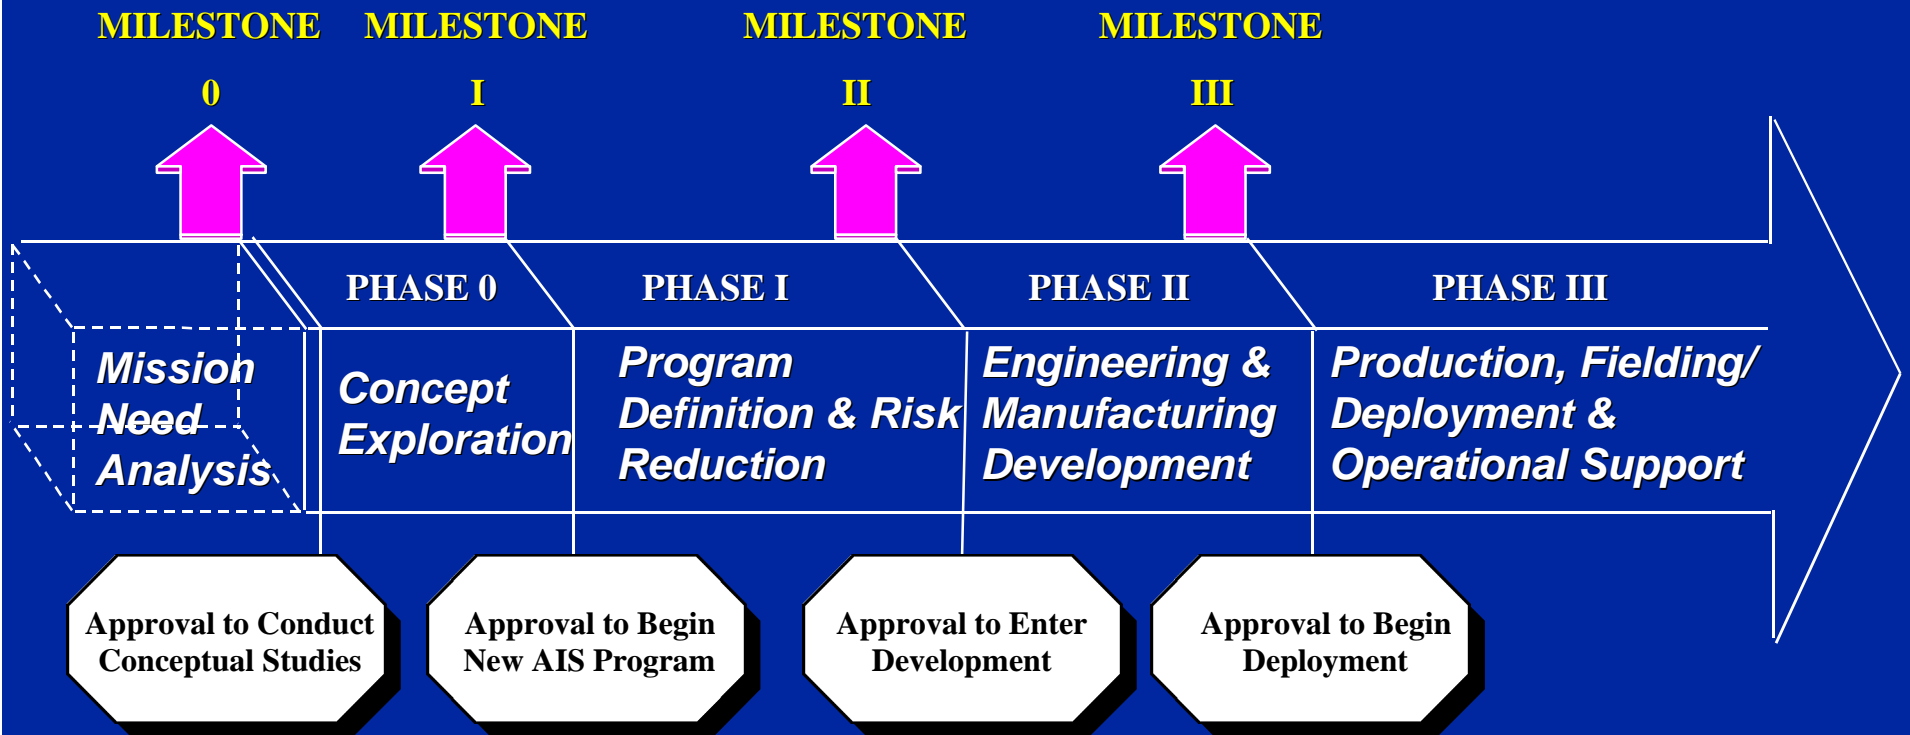 MILESTONE MILESTONE MILESTONE MILESTONE
0 I II III
PHASE 0 PHASE I PHASE II PHASE III
Mission
Need
Analysis
Concept
Exploration
Program
Definition & Risk
Reduction
Engineering &
Manufacturing
Development
Production, Fielding/
Deployment &
Operational Support
Approval to Conduct
Conceptual Studies
Approval to Begin
New AIS Program
Approval to Enter
Development
Approval to Begin
Deployment